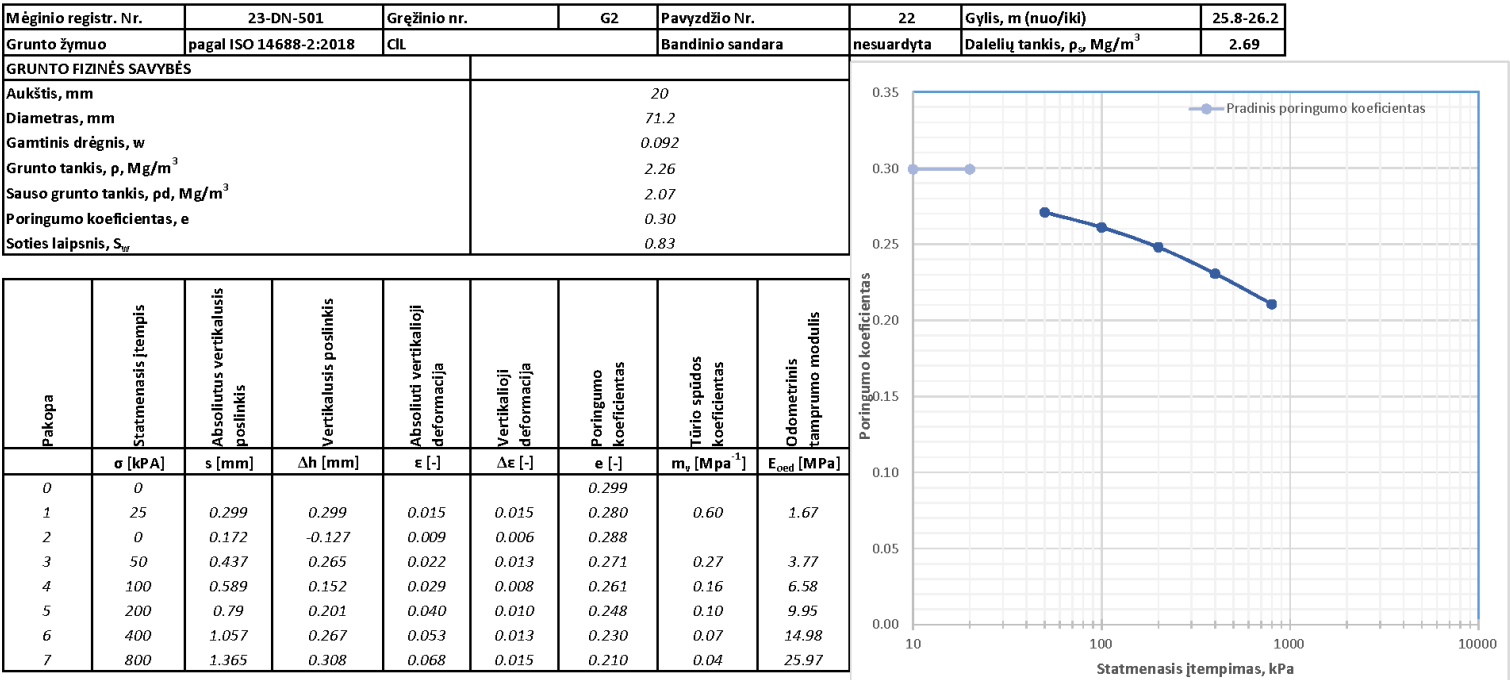 Mėginio registr. Nr. 23-DN-501 Gręžinio nr. G2 Pavyzdžio Nr. 22 Gylis, m (nuo/iki) 25.8-26.2
Grunto žymuo pagal ISO 14688-2:2018 ClL Bandinio sandara nesuardyta Dalelių tankis, ρs, Mg/m³ 2.69
GRUNTO FIZINĖS SAVYBĖS
Aukštis, mm 20
Diametras, mm 71.2
Gamtinis drėgnis, w 0.092
Grunto tankis, ρ, Mg/m³ 2.26
Sauso grunto tankis, ρd, Mg/m³ 2.07
Poringumo koeficientas, e 0.30
Soties laipsnis, Sw 0.83
Pakopa
Statmenasis įtempis
Absoliutus vertikalusis
poslinkis
Vertikalusis poslinkis
Absoliuti vertikalioji
deformacija
Vertikalioji
deformacija
Poringumo
koeficientas
Tūrio spūdos
koeficientas
Odometrinis
tamprumo modulis
σ [kPA] s [mm] Δh [mm] ε [-] Δε [-] e [-] mv [Mpa⁻¹] Eoed [MPa]
0 0 0.299
1 25 0.299 0.299 0.015 0.015 0.280 0.60 1.67
2 0 0.172 -0.127 0.009 0.006 0.288
3 50 0.437 0.265 0.022 0.013 0.271 0.27 3.77
4 100 0.589 0.152 0.029 0.008 0.261 0.16 6.58
5 200 0.79 0.201 0.040 0.010 0.248 0.10 9.95
6 400 1.057 0.267 0.053 0.013 0.230 0.07 14.98
7 800 1.365 0.308 0.068 0.015 0.210 0.04 25.97
Pradinis poringumo koeficientas
Poringumo koeficientas
0.35
0.30
0.25
0.20
0.15
0.10
0.05
0.00
10 100 1000 10000
Statmenasis įtempimas, kPa